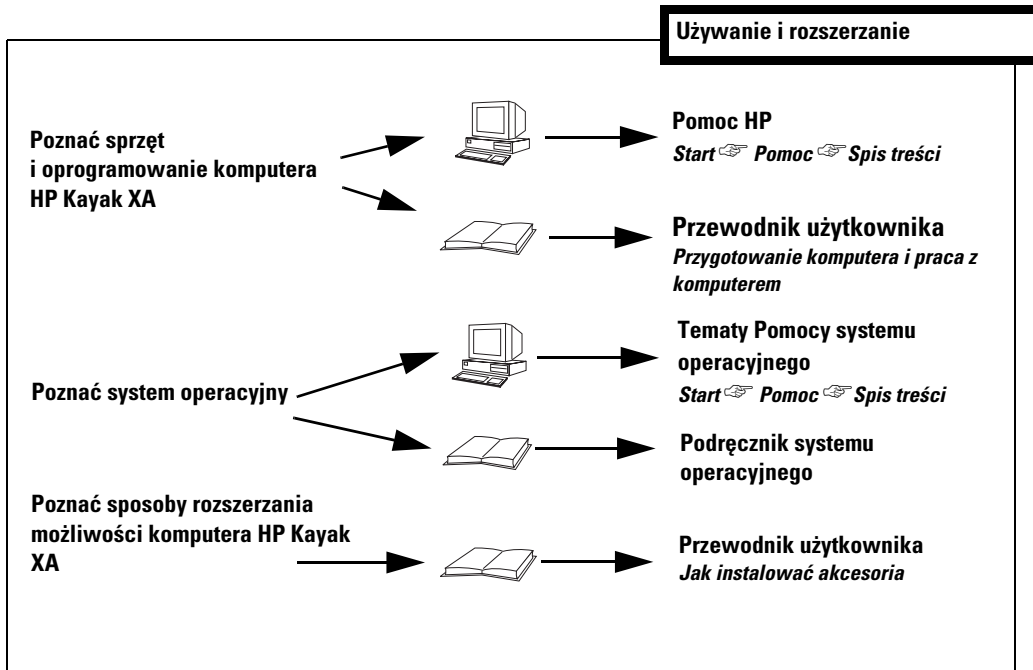 Używanie i rozszerzanie
Poznać sprzęt
i oprogramowanie komputera
HP Kayak XA
Pomoc HP
Start ☞ Pomoc ☞ Spis treści
Przewodnik użytkownika
Przygotowanie komputera i praca z
komputerem
Poznać system operacyjny
Tematy Pomocy systemu
operacyjnego
Start ☞ Pomoc ☞ Spis treści
Podręcznik systemu
operacyjnego
Poznać sposoby rozszerzania
możliwości komputera HP Kayak
XA
Przewodnik użytkownika
Jak instalować akcesoria